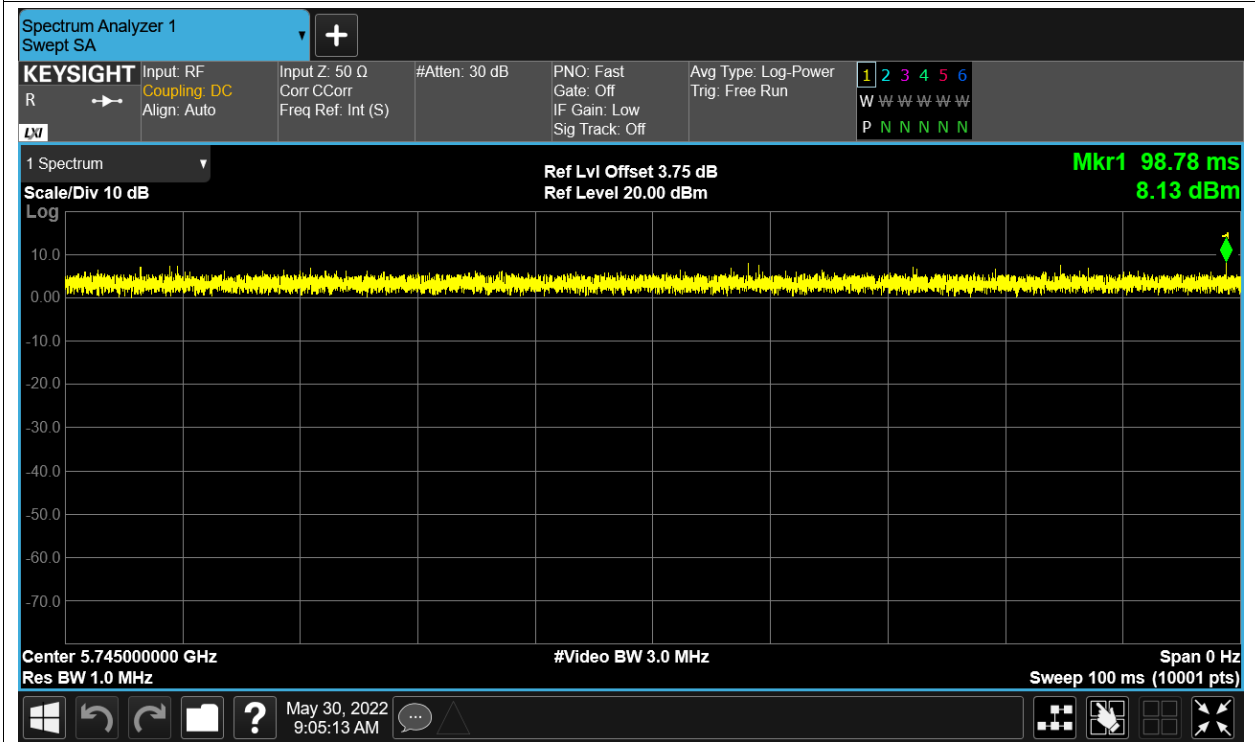 Spectrum Analyzer 1
Swept SA
KEYSIGHT
R
LXI
Input: RF
Coupling: DC
Align: Auto
Input Z: 50 Ω
Corr CCorr
Freq Ref: Int (S)
#Atten: 30 dB
PNO: Fast
Gate: Off
IF Gain: Low
Sig Track: Off
Avg Type: Log-Power
Trig: Free Run
1 2 3 4 5 6
W W W W W W
P N N N N N
1 Spectrum
Scale/Div 10 dB
Ref Lvl Offset 3.75 dB
Ref Level 20.00 dBm
Mkr1 98.78 ms
8.13 dBm
Log
1
10.0
0.00
-10.0
-20.0
-30.0
-40.0
-50.0
-60.0
-70.0
Center 5.745000000 GHz
#Video BW 3.0 MHz
Span 0 Hz
Res BW 1.0 MHz
Sweep 100 ms (10001 pts)
?
May 30, 2022
9:05:13 AM